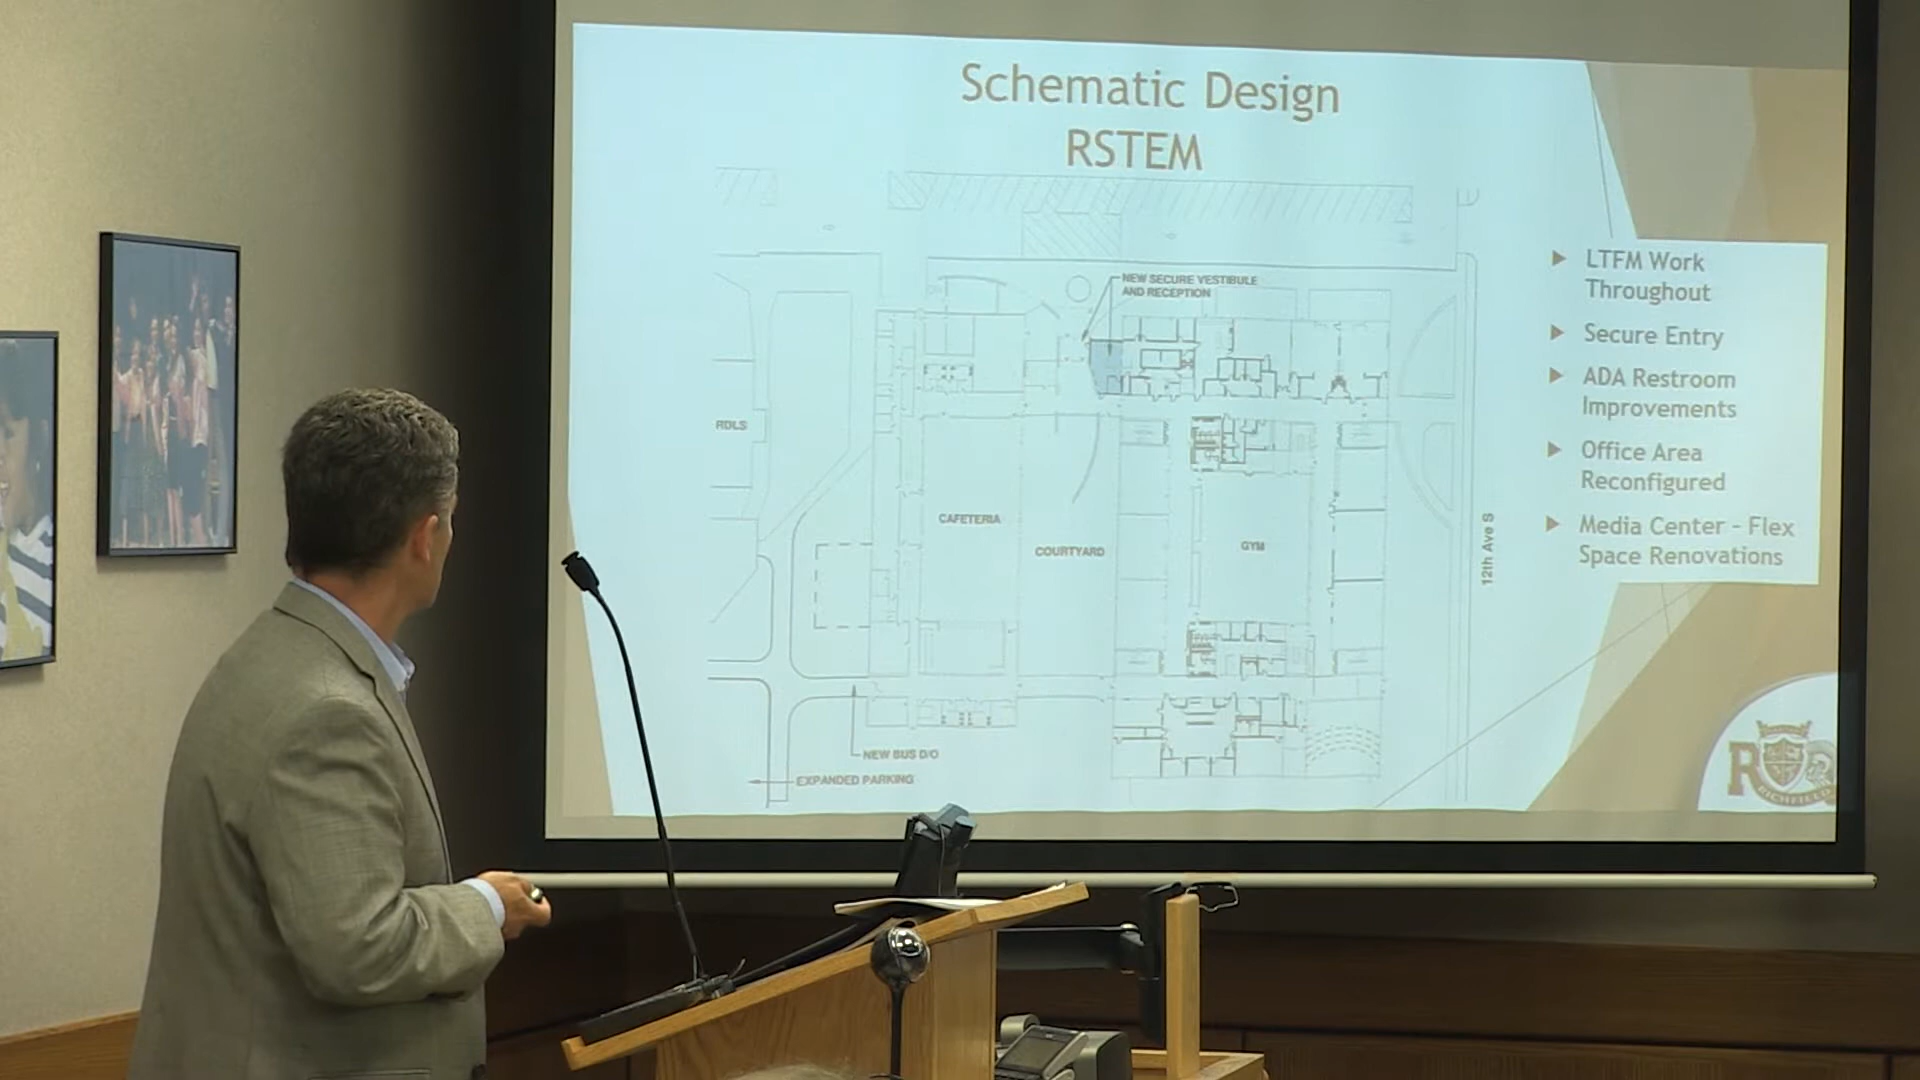 Schematic Design
RSTEM
NEW SECURE VESTIBULE
AND RECEPTION
RDLS
CAFETERIA
COURTYARD
GYM
12th Ave S
NEW BUS D/O
EXPANDED PARKING
LTFM Work
Throughout
Secure Entry
ADA Restroom
Improvements
Office Area
Reconfigured
Media Center – Flex
Space Renovations
RICHFIELD